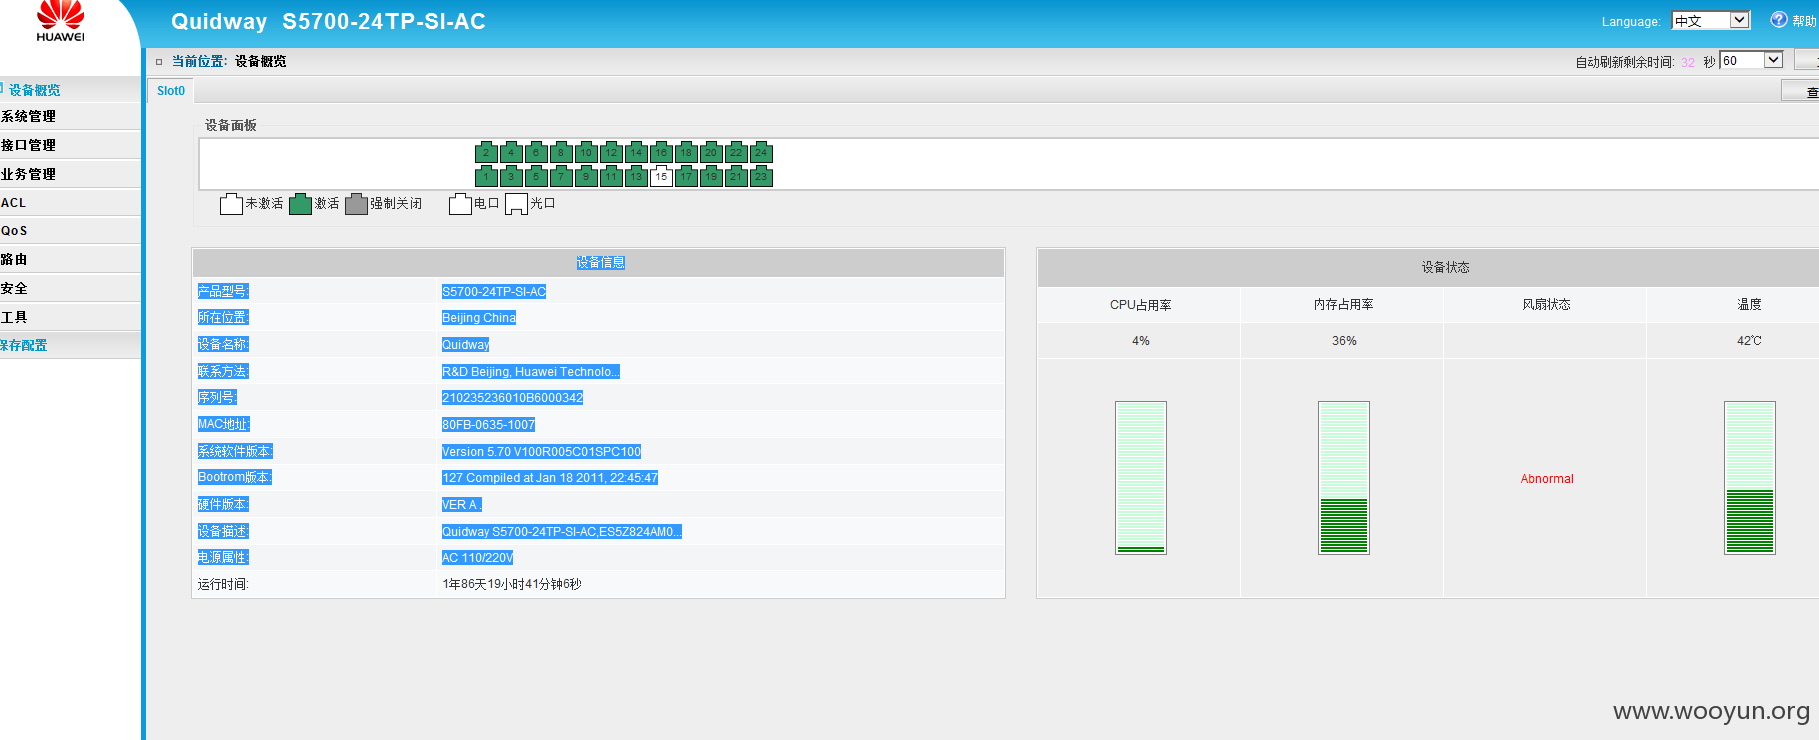 HUAWEI
Quidway S5700-24TP-SI-AC
Language: 中文 帮助
当前位置: 设备概览
自动刷新剩余时间: 32 秒 60
Slot0
查
设备概览
系统管理
接口管理
业务管理
ACL
QoS
路由
安全
工具
保存配置
设备面板
2 4 6 8 10 12 14 16 18 20 22 24
1 3 5 7 9 11 13 15 17 19 21 23
未激活 激活 强制关闭 电口 光口
设备信息
产品型号: S5700-24TP-SI-AC
所在位置: Beijing China
设备名称: Quidway
联系方法: R&D Beijing, Huawei Technolo...
序列号: 210235236010B6000342
MAC地址: 80FB-0635-1007
系统软件版本: Version 5.70 V100R005C01SPC100
Bootrom版本: 127 Compiled at Jan 18 2011, 22:45:47
硬件版本: VER A .
设备描述: Quidway S5700-24TP-SI-AC,ES5Z824AM0...
电源属性: AC 110/220V
运行时间: 1年86天19小时41分钟6秒
设备状态
CPU占用率 内存占用率 风扇状态 温度
4% 36% 42℃
Abnormal
www.wooyun.org